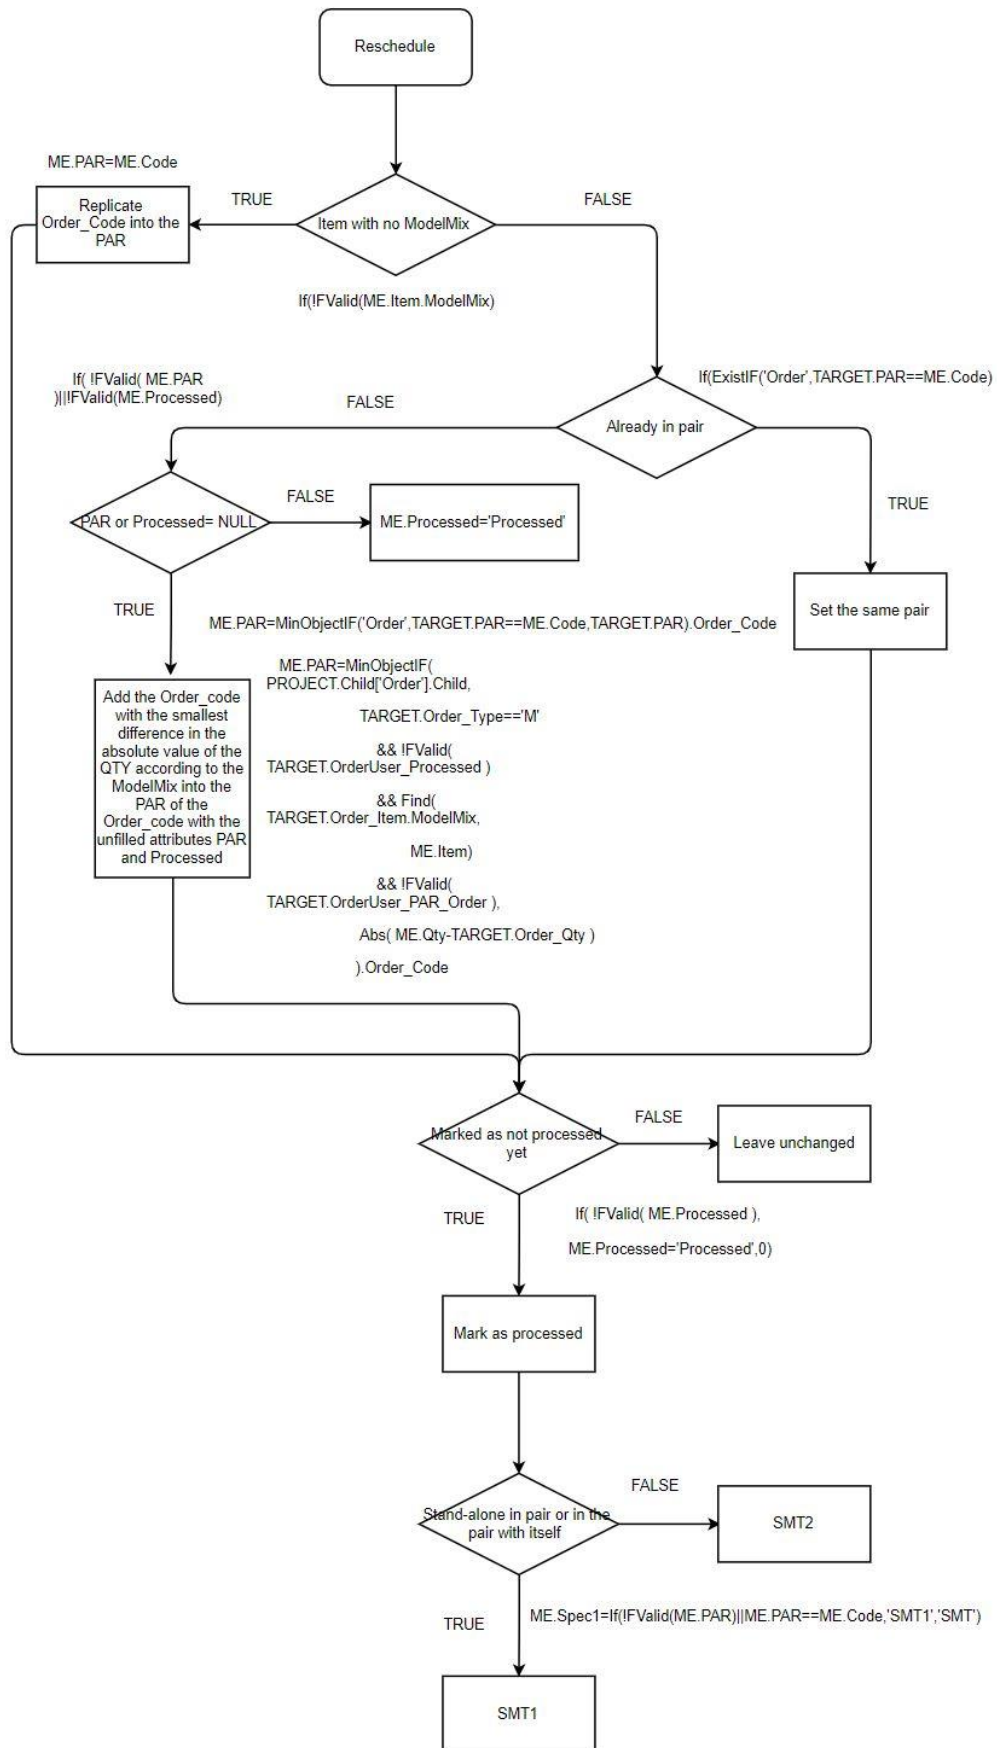 Reschedule
ME.PAR=ME.Code
Replicate
Order_Code into the
PAR
TRUE
Item with no ModelMix
FALSE
If(!FValid(ME.Item.ModelMix)
If( !FValid( ME.PAR
)||!FValid(ME.Processed)
FALSE
If(ExistIF('Order',TARGET.PAR==ME.Code)
Already in pair
TRUE
PAR or Processed= NULL
FALSE
ME.Processed='Processed'
TRUE
Set the same pair
ME.PAR=MinObjectIF('Order',TARGET.PAR==ME.Code,TARGET.PAR).Order_Code
Add the Order_code
with the smallest
difference in the
absolute value of the
QTY according to the
ModelMix into the
PAR of the
Order_code with the
unfilled attributes PAR
and Processed
ME.PAR=MinObjectIF(
PROJECT.Child['Order'].Child,
TARGET.Order_Type=='M'
&& !FValid(
TARGET.OrderUser_Processed )
&& Find(
TARGET.Order_Item.ModelMix,
ME.Item)
&& !FValid(
TARGET.OrderUser_PAR_Order ),
Abs( ME.Qty-TARGET.Order_Qty )
).Order_Code
Marked as not processed
yet
FALSE
Leave unchanged
TRUE
If( !FValid( ME.Processed ),
ME.Processed='Processed',0)
Mark as processed
Stand-alone in pair or in the
pair with itself
FALSE
SMT2
TRUE
ME.Spec1=If(!FValid(ME.PAR)||ME.PAR==ME.Code,'SMT1','SMT')
SMT1